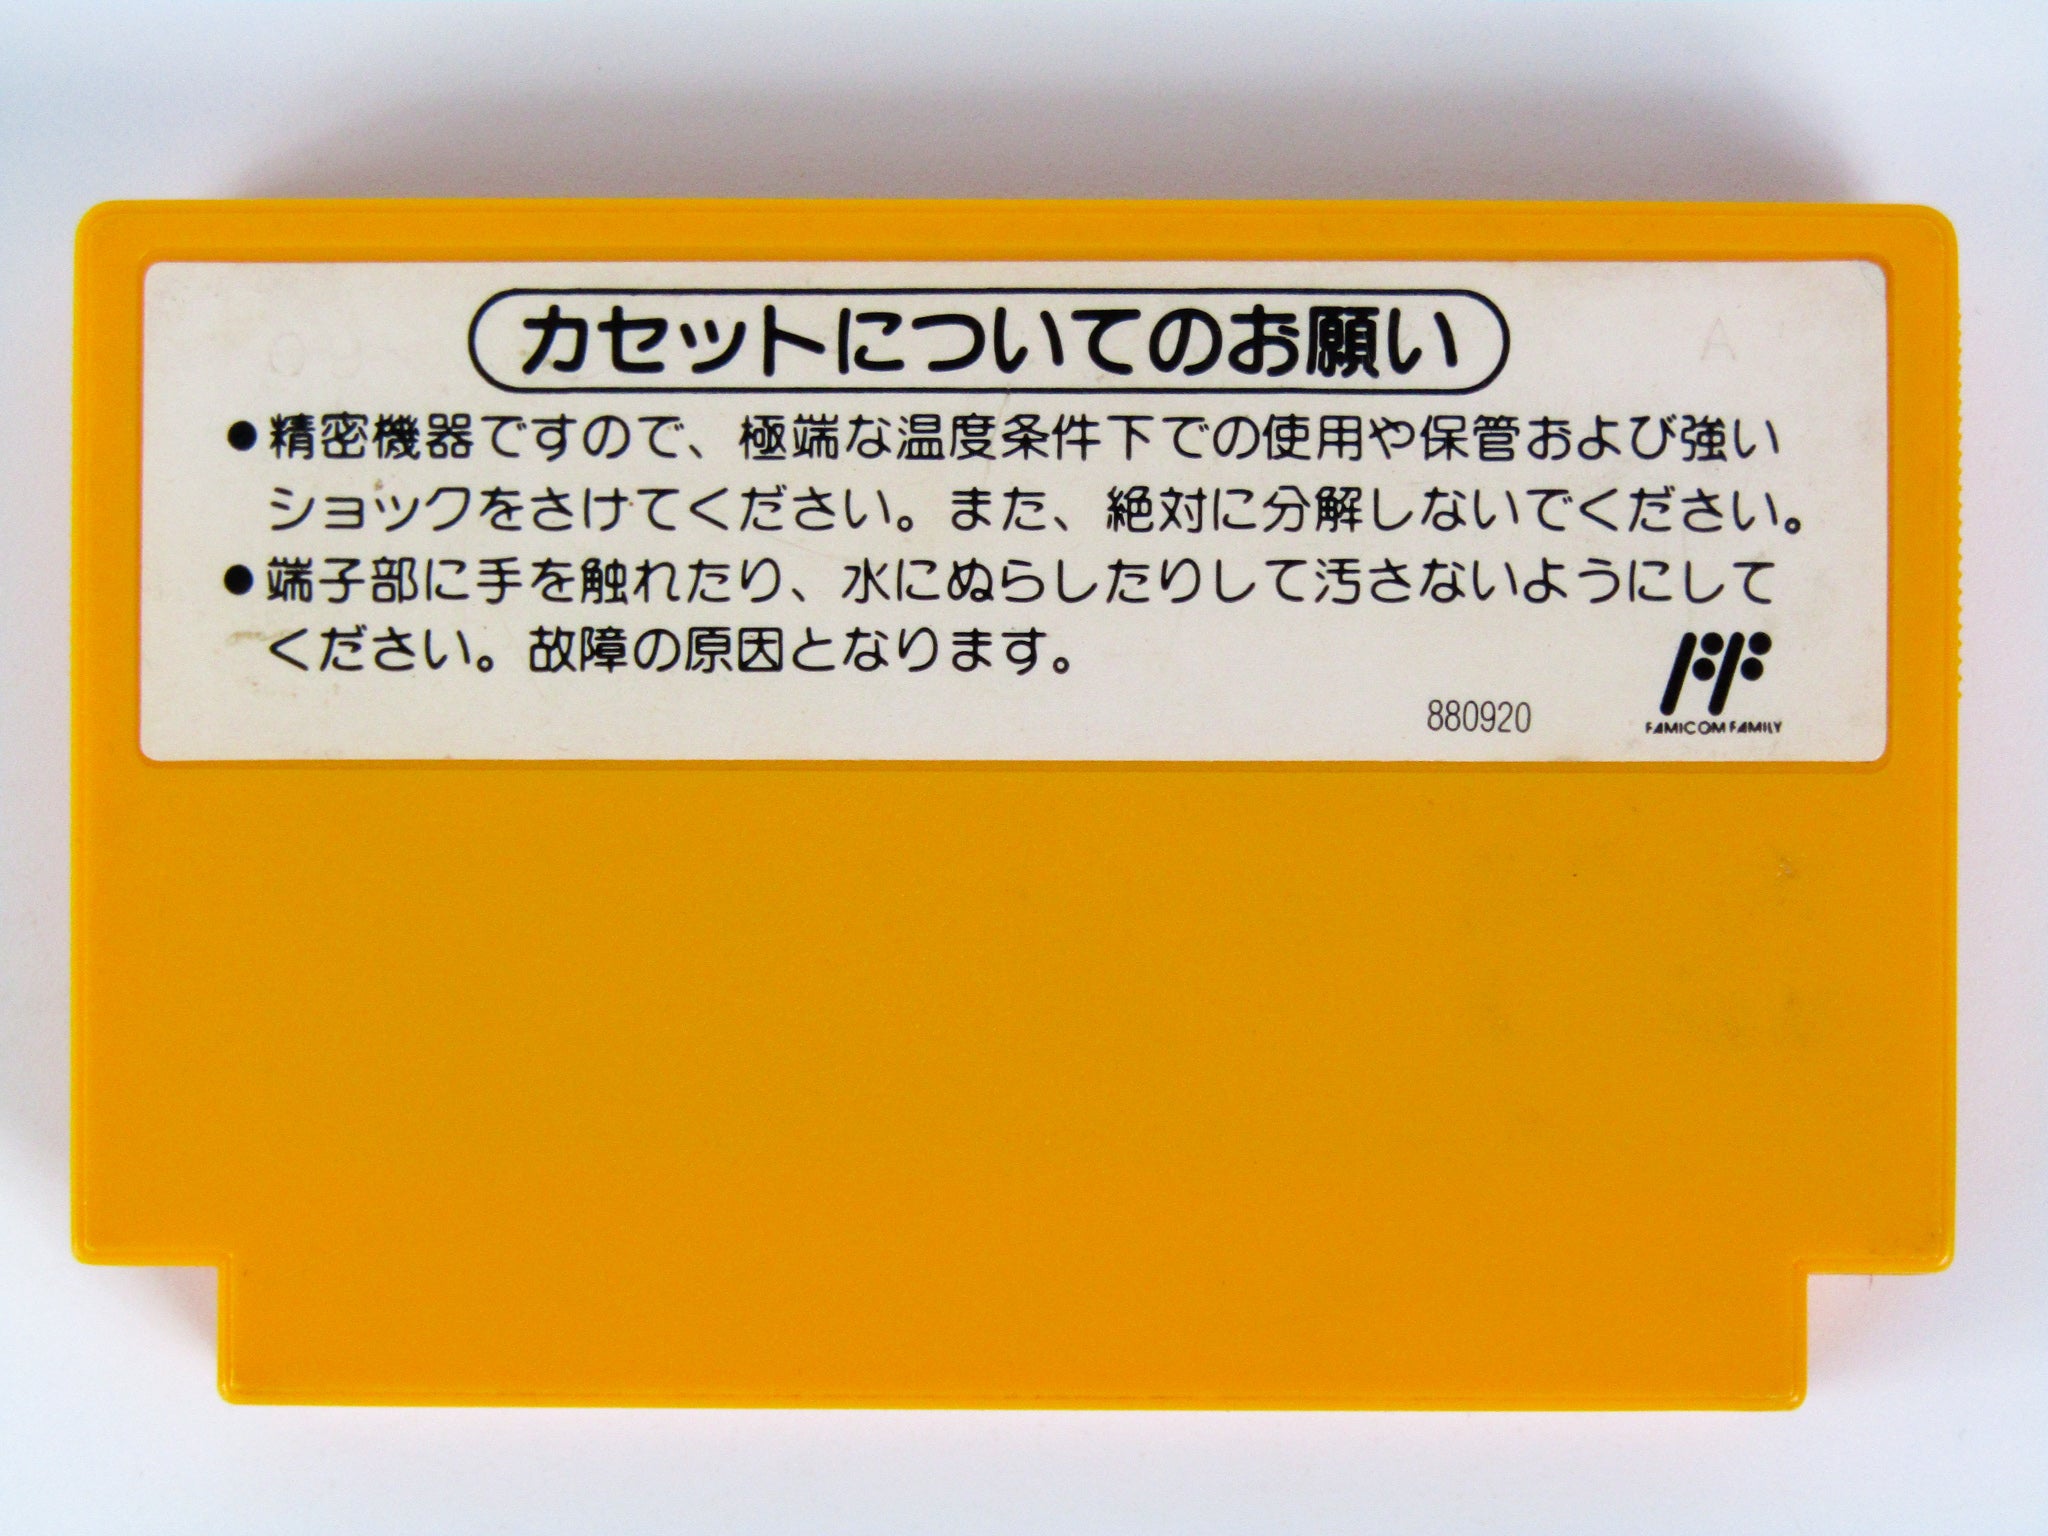 カセットについてのお願い
●精密機器ですので、極端な温度条件下での使用や保管および強い
ショックをさけてください。また、絶対に分解しないでください。
●端子部に手を触れたり、水にぬらしたりして汚さないようにして
ください。故障の原因となります。
880920
FAMICOM FAMILY